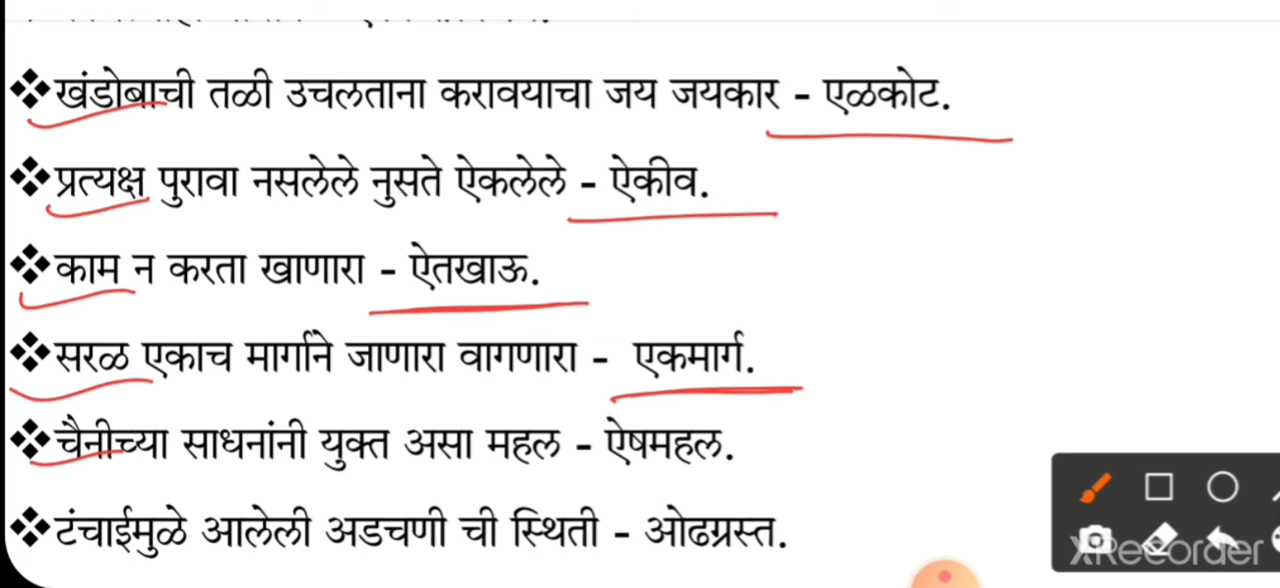 ❖खंडोबाची तळी उचलताना करावयाचा जय जयकार - एळकोट.
❖प्रत्यक्ष पुरावा नसलेले नुसते ऐकलेले - ऐकीव.
❖काम न करता खाणारा - ऐतखाऊ.
❖सरळ एकाच मार्गाने जाणारा वागणारा - एकमार्ग.
❖चैनीच्या साधनांनी युक्त असा महल - ऐषमहल.
❖टंचाईमुळे आलेली अडचणी ची स्थिती - ओढग्रस्त.
XRecorder